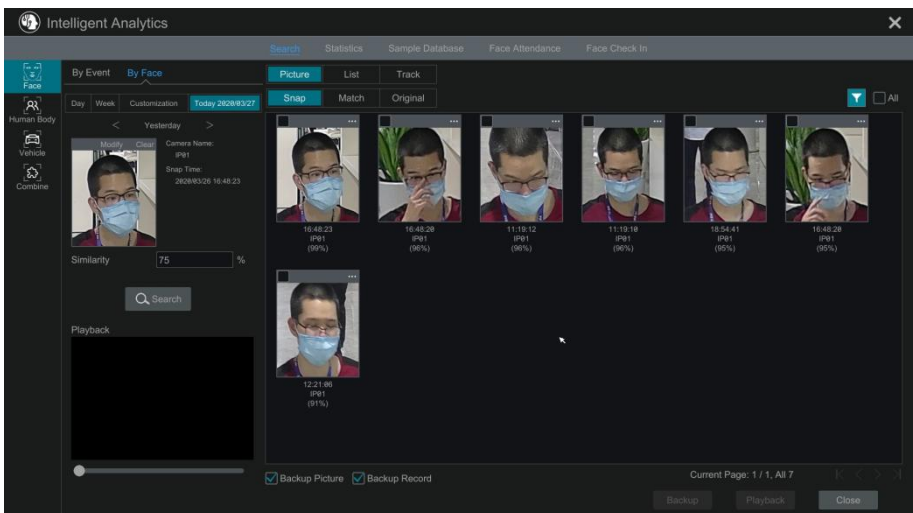 Intelligent Analytics
Search Statistics Sample Database Face Attendance Face Check In
Face
Human Body
Vehicle
Combine
By Event By Face
Day Week Customization Today 2020/03/27
< Yesterday >
Modify Clear
Camera Name:
IP01
Snap Time:
2020/03/26 16:48:23
Similarity 75 %
Search
Playback
Picture List Track
Snap Match Original
All
16:48:23
IP01
(99%)
16:48:20
IP01
(96%)
11:19:12
IP01
(96%)
11:19:10
IP01
(96%)
18:54:41
IP01
(95%)
16:48:28
IP01
(95%)
12:21:06
IP01
(91%)
Backup Picture Backup Record
Current Page: 1 / 1, All 7
Backup Playback Close